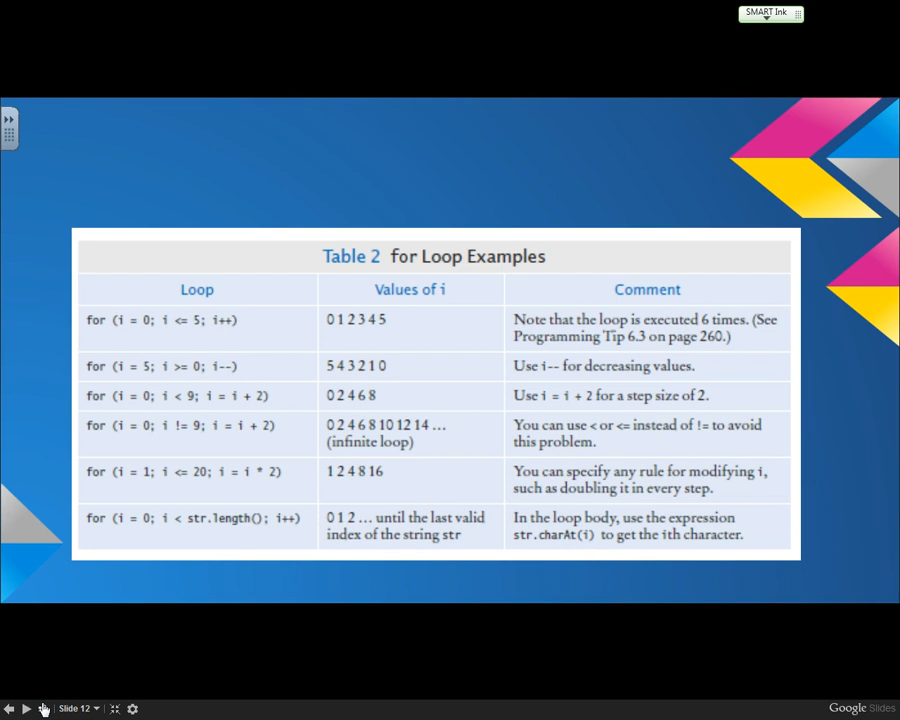 SMART Ink
Table 2 for Loop Examples
Loop Values of i Comment
for (i = 0; i <= 5; i++) 0 1 2 3 4 5 Note that the loop is executed 6 times. (See
Programming Tip 6.3 on page 260.)
for (i = 5; i >= 0; i--) 5 4 3 2 1 0 Use i-- for decreasing values.
for (i = 0; i < 9; i = i + 2) 0 2 4 6 8 Use i = i + 2 for a step size of 2.
for (i = 0; i != 9; i = i + 2) 0 2 4 6 8 10 12 14 ... You can use < or <= instead of != to avoid
(infinite loop) this problem.
for (i = 1; i <= 20; i = i * 2) 1 2 4 8 16 You can specify any rule for modifying i,
such as doubling it in every step.
for (i = 0; i < str.length(); i++) 0 1 2 ... until the last valid In the loop body, use the expression
index of the string str str.charAt(i) to get the ith character.
Slide 12 Google Slides